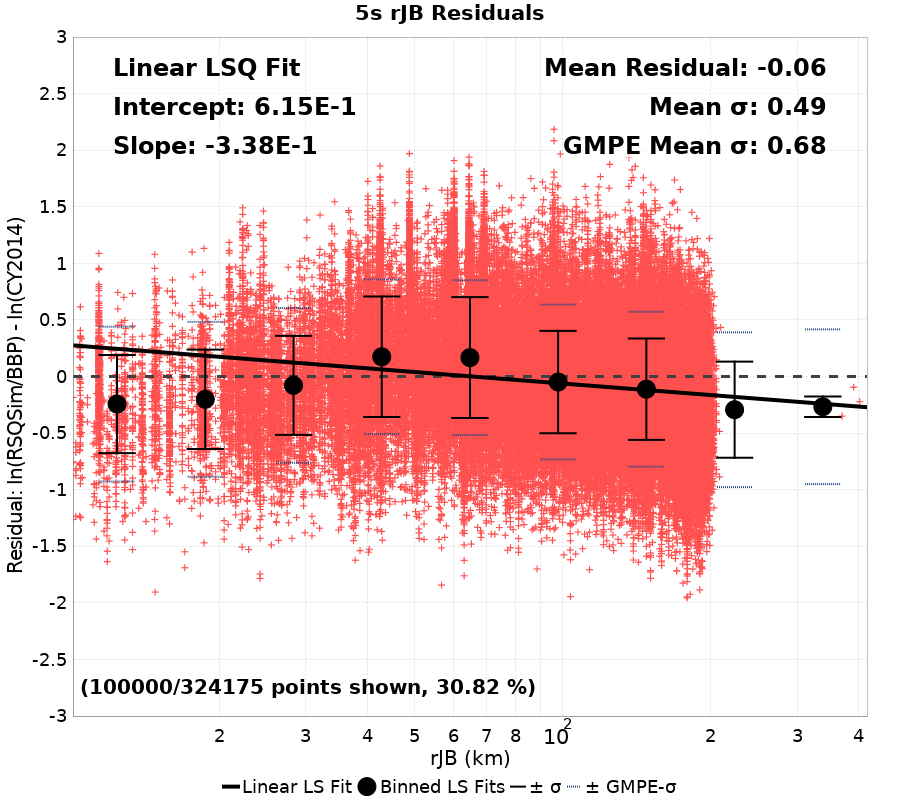 5s rJB Residuals
Linear LSQ Fit
Intercept: 6.15E-1
Slope: -3.38E-1
Mean Residual: -0.06
Mean σ: 0.49
GMPE Mean σ: 0.68
Residual: ln(RSQSim/BBP) - ln(CY2014)
3
2.5
2
1.5
1
0.5
0
-0.5
-1
-1.5
-2
-2.5
-3
(100000/324175 points shown, 30.82 %)
2 3 4 5 6 7 8 10² 2 3 4
rJB (km)
Linear LS Fit Binned LS Fits ± σ ± GMPE-σ